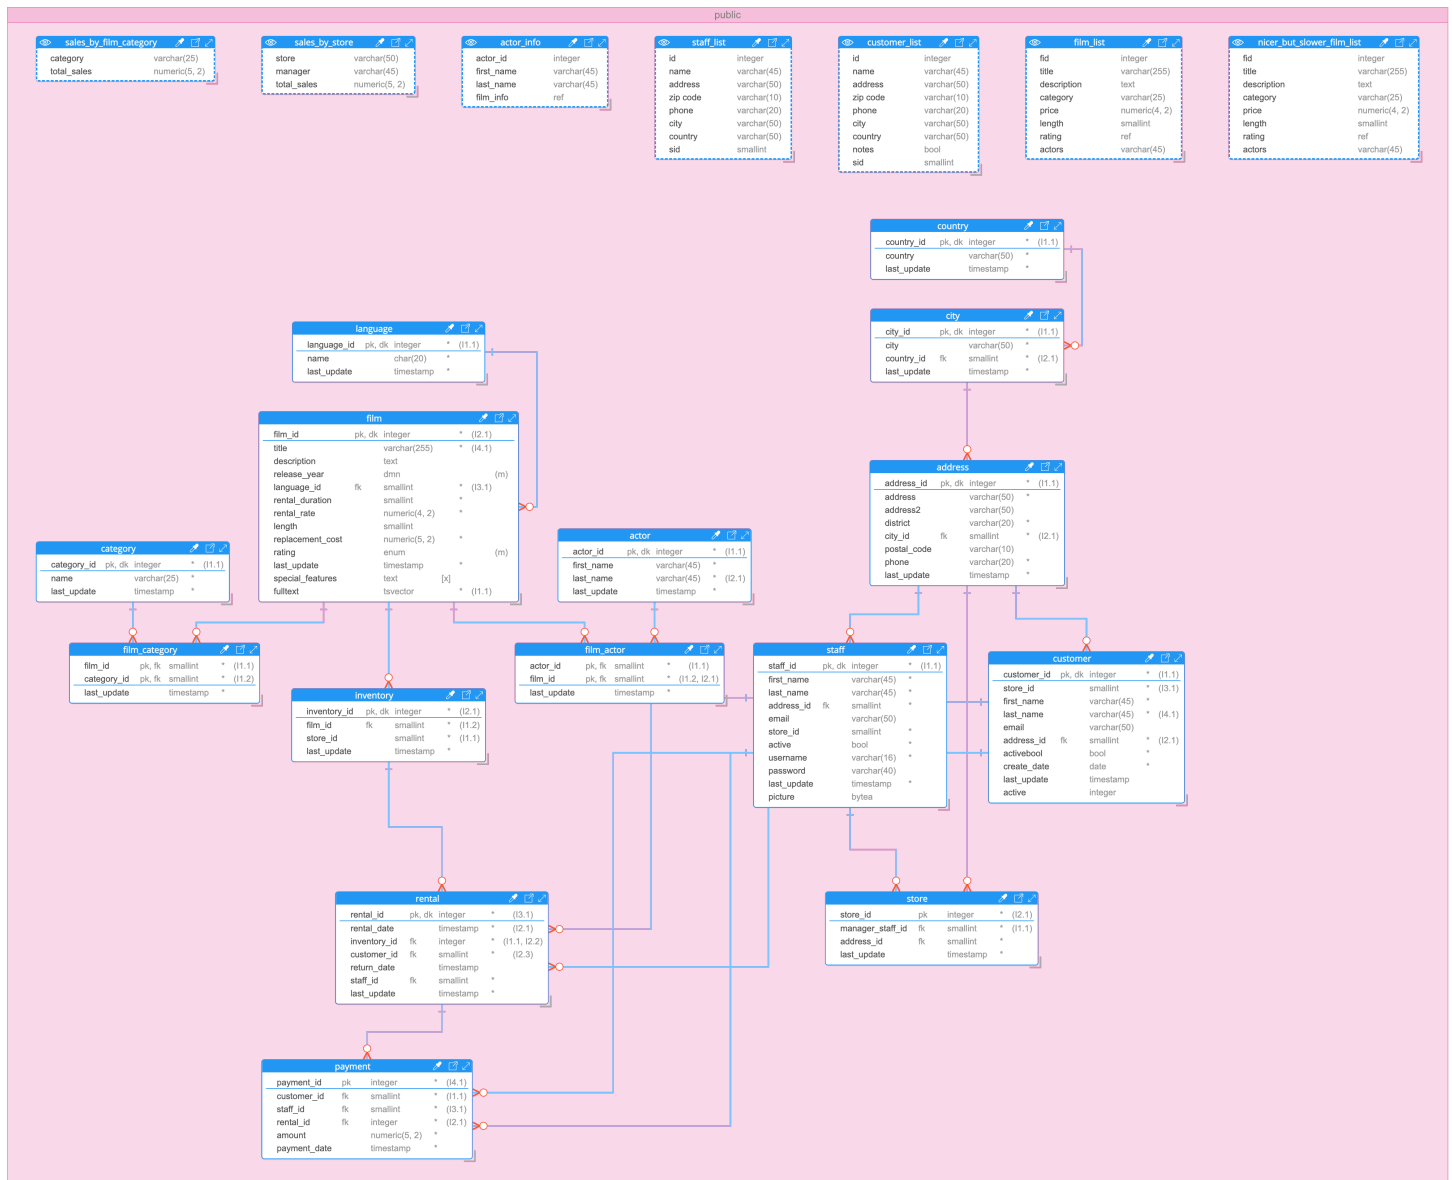 public
sales_by_film_category
category varchar(25)
total_sales numeric(5, 2)
sales_by_store
store varchar(50)
manager varchar(45)
total_sales numeric(5, 2)
actor_info
actor_id integer
first_name varchar(45)
last_name varchar(45)
film_info ref
staff_list
id integer
name varchar(45)
address varchar(50)
zip code varchar(10)
phone varchar(20)
city varchar(50)
country varchar(50)
sid smallint
customer_list
id integer
name varchar(45)
address varchar(50)
zip code varchar(10)
phone varchar(20)
city varchar(50)
country varchar(50)
notes bool
sid smallint
film_list
fid integer
title varchar(255)
description text
category varchar(25)
price numeric(4, 2)
length smallint
rating ref
actors varchar(45)
nicer_but_slower_film_list
fid integer
title varchar(255)
description text
category varchar(25)
price numeric(4, 2)
length smallint
rating ref
actors varchar(45)
country
country_id pk, dk integer * (I1.1)
country varchar(50) *
last_update timestamp *
city
city_id pk, dk integer * (I1.1)
city varchar(50) *
country_id fk smallint * (I2.1)
last_update timestamp *
language
language_id pk, dk integer * (I1.1)
name char(20) *
last_update timestamp *
film
film_id pk, dk integer * (I2.1)
title varchar(255) * (I4.1)
description text
release_year dmn (m)
language_id fk smallint * (I3.1)
rental_duration smallint *
rental_rate numeric(4, 2) *
length smallint
replacement_cost numeric(5, 2) *
rating enum (m)
last_update timestamp *
special_features text [x]
fulltext tsvector * (I1.1)
address
address_id pk, dk integer * (I1.1)
address varchar(50) *
address2 varchar(50)
district varchar(20) *
city_id fk smallint * (I2.1)
postal_code varchar(10)
phone varchar(20) *
last_update timestamp *
category
category_id pk, dk integer * (I1.1)
name varchar(25) *
last_update timestamp *
actor
actor_id pk, dk integer * (I1.1)
first_name varchar(45) *
last_name varchar(45) * (I2.1)
last_update timestamp *
film_category
film_id pk, fk smallint * (I1.1)
category_id pk, fk smallint * (I1.2)
last_update timestamp *
film_actor
actor_id pk, fk smallint * (I1.1)
film_id pk, fk smallint * (I1.2, I2.1)
last_update timestamp *
staff
staff_id pk, dk integer * (I1.1)
first_name varchar(45) *
last_name varchar(45) *
address_id fk smallint *
email varchar(50)
store_id smallint *
active bool *
username varchar(16) *
password varchar(40)
last_update timestamp *
picture bytea
customer
customer_id pk, dk integer * (I1.1)
store_id smallint * (I3.1)
first_name varchar(45) *
last_name varchar(45) * (I4.1)
email varchar(50)
address_id fk smallint * (I2.1)
activebool bool *
create_date date *
last_update timestamp
active integer
inventory
inventory_id pk, dk integer * (I2.1)
film_id fk smallint * (I1.2)
store_id smallint * (I1.1)
last_update timestamp *
rental
rental_id pk, dk integer * (I3.1)
rental_date timestamp * (I2.1)
inventory_id fk integer * (I1.1, I2.2)
customer_id fk smallint * (I2.3)
return_date timestamp
staff_id fk smallint *
last_update timestamp *
store
store_id pk integer * (I2.1)
manager_staff_id fk smallint * (I1.1)
address_id fk smallint *
last_update timestamp *
payment
payment_id pk integer * (I4.1)
customer_id fk smallint * (I1.1)
staff_id fk smallint * (I3.1)
rental_id fk integer * (I2.1)
amount numeric(5, 2) *
payment_date timestamp *